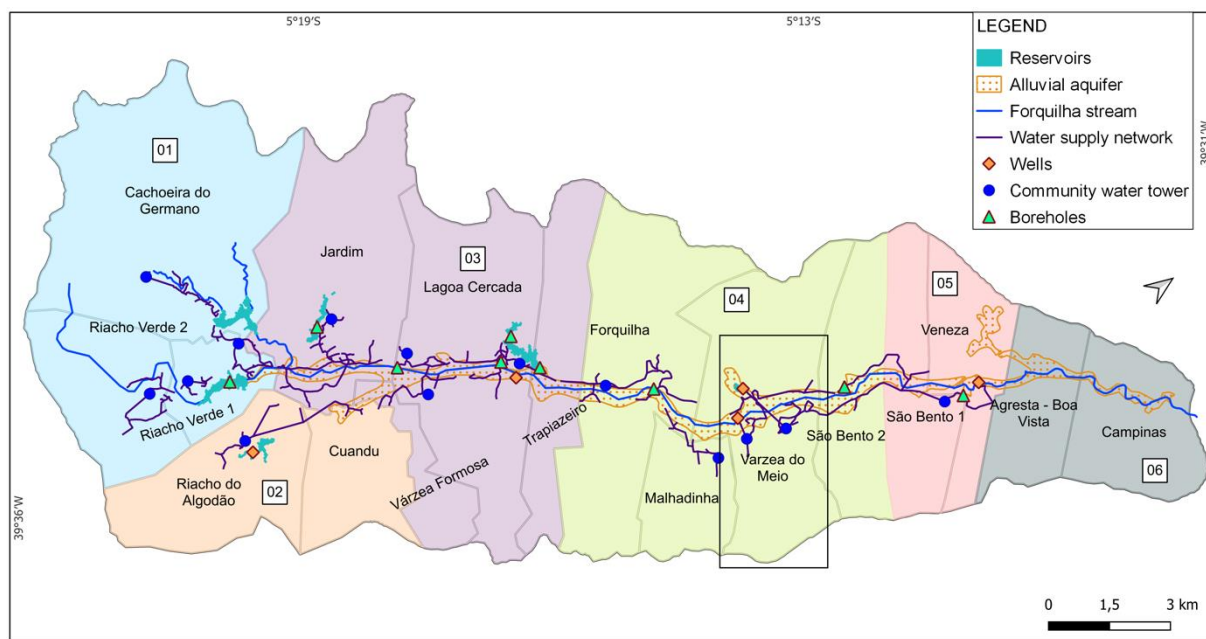 5°19'S
5°13'S
39°31'W
39°36'W
LEGEND
Reservoirs
Alluvial aquifer
Forquilha stream
Water supply network
Wells
Community water tower
Boreholes
01
Cachoeira do
Germano
Jardim
03
Lagoa Cercada
04
05
Riacho Verde 2
Forquilha
Veneza
Riacho Verde 1
Trapiazeiro
São Bento 1
Agresta - Boa
Vista
São Bento 2
Campinas
Cuandu
Várzea Formosa
Varzea do
Meio
Riacho do
Algodão
02
Malhadinha
06
0 1,5 3 km